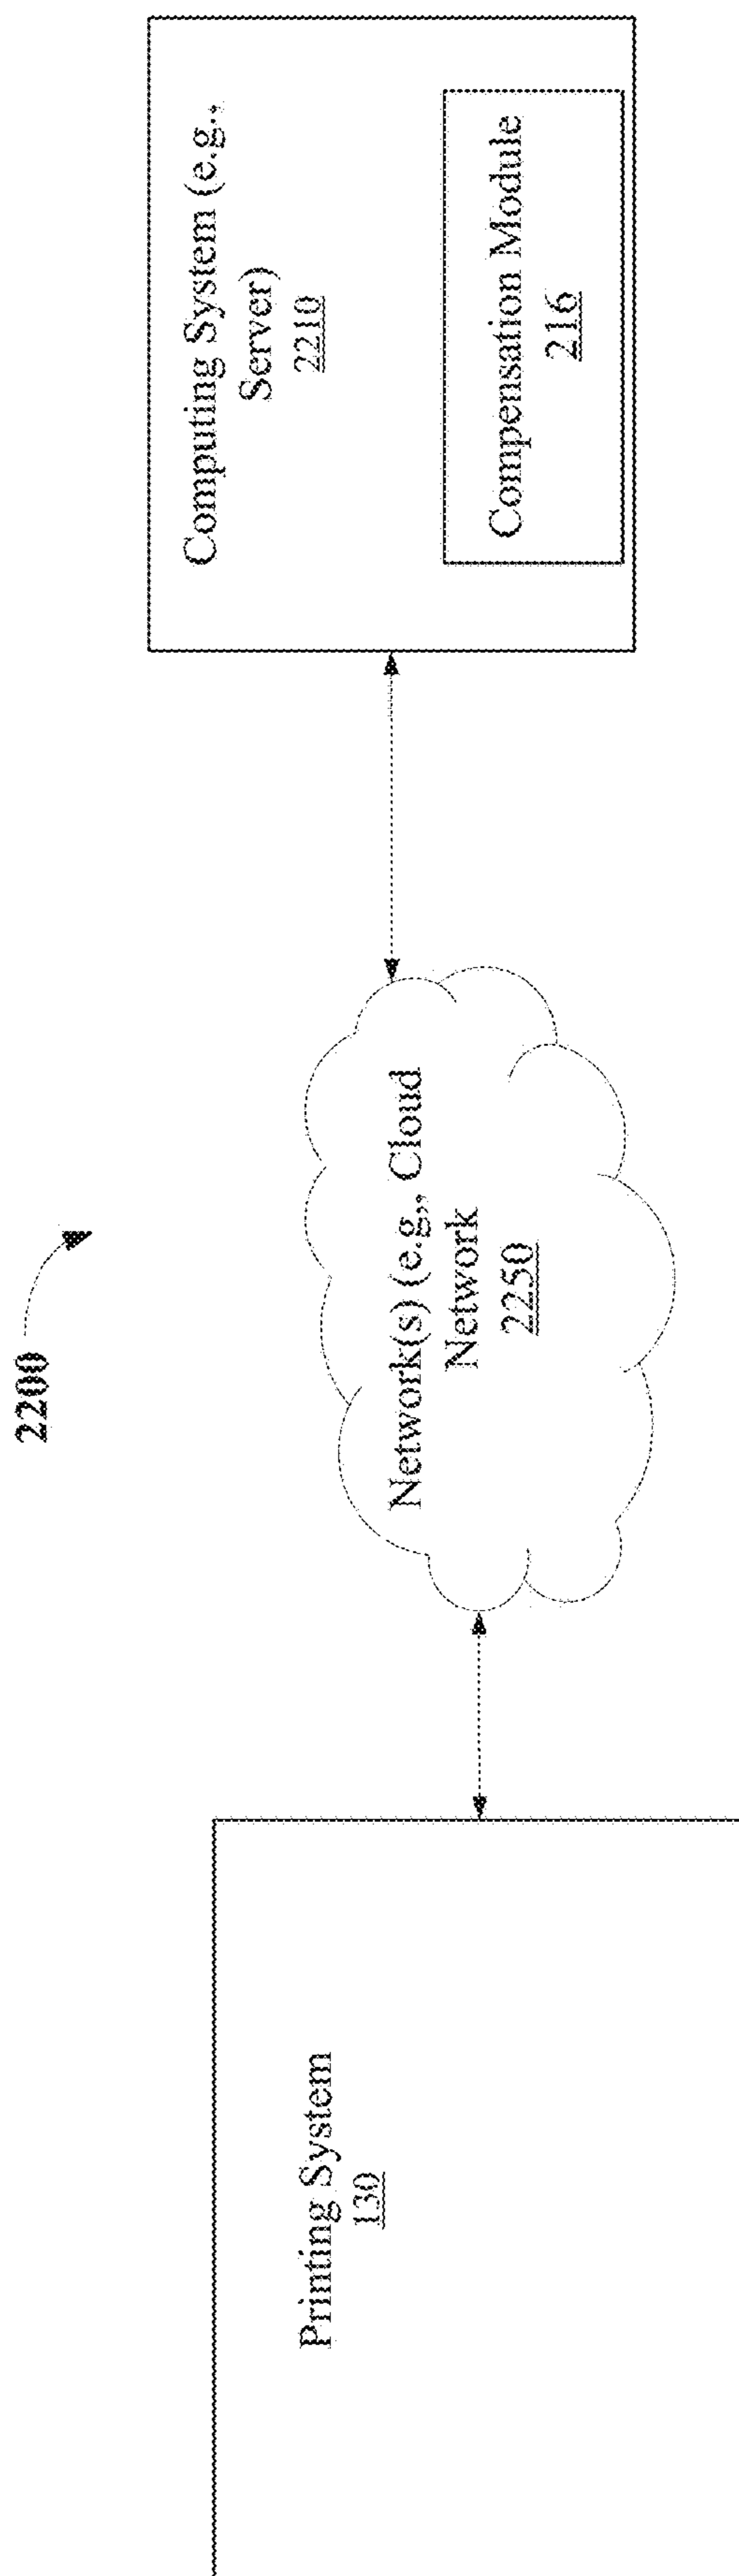 2200
Printing System
130
Network(s) (e.g,, Cloud
Network
2250
Computing System (e.g.,
Server)
2210
Compensation Module
216